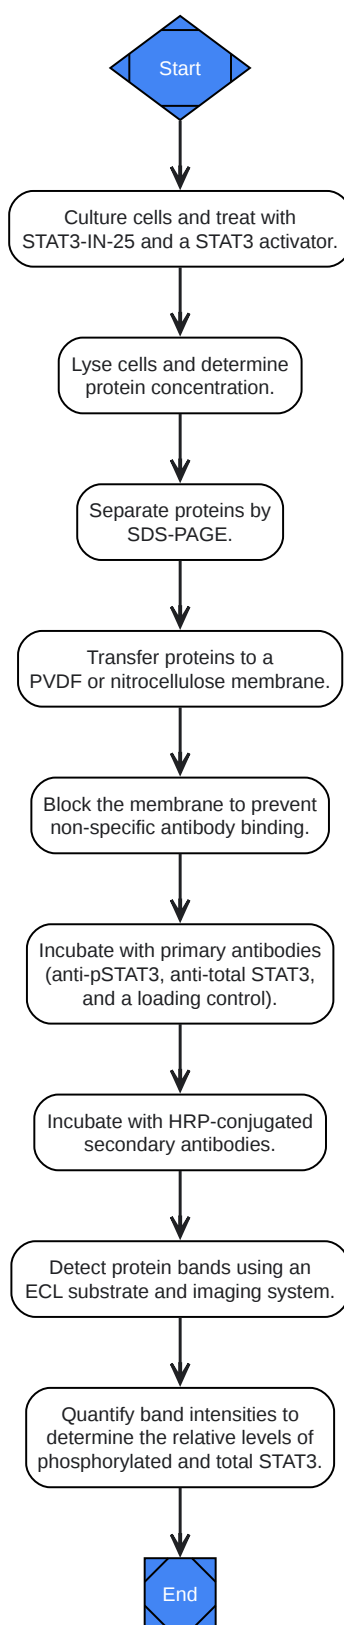 Start
Culture cells and treat with
STAT3-IN-25 and a STAT3 activator.
Lyse cells and determine
protein concentration.
Separate proteins by
SDS-PAGE.
Transfer proteins to a
PVDF or nitrocellulose membrane.
Block the membrane to prevent
non-specific antibody binding.
Incubate with primary antibodies
(anti-pSTAT3, anti-total STAT3,
and a loading control).
Incubate with HRP-conjugated
secondary antibodies.
Detect protein bands using an
ECL substrate and imaging system.
Quantify band intensities to
determine the relative levels of
phosphorylated and total STAT3.
End